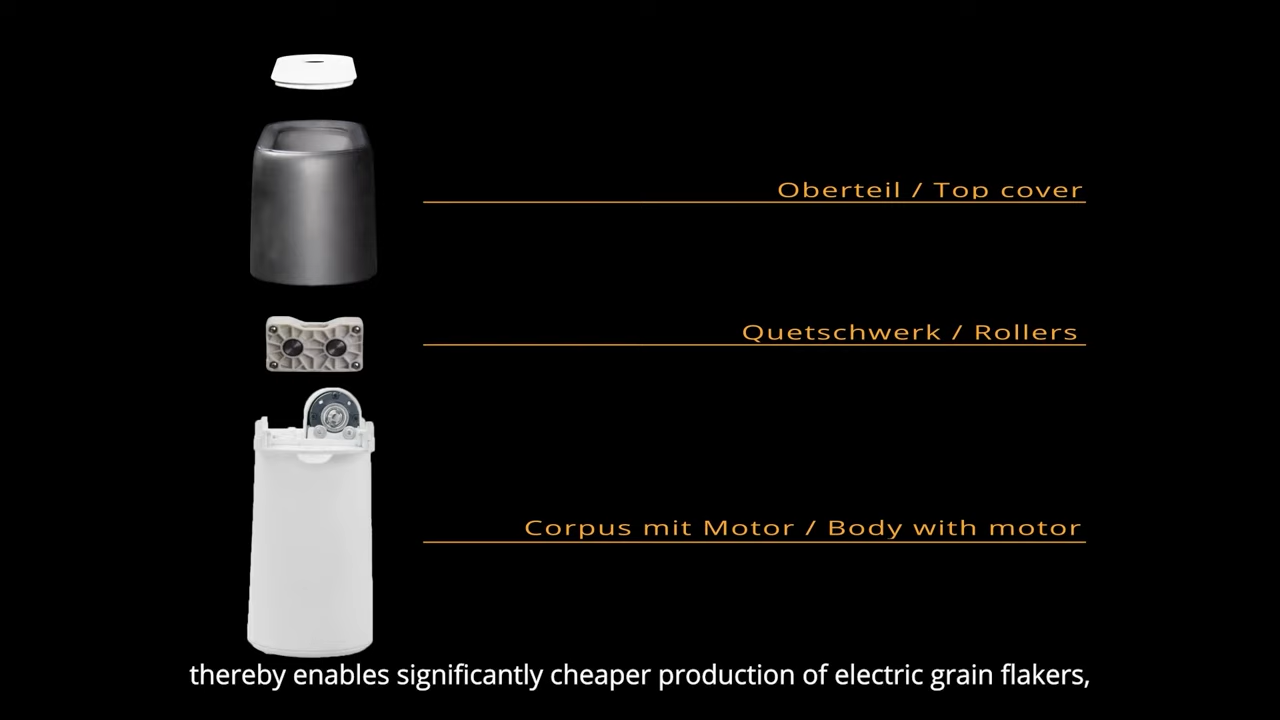 Oberteil / Top cover
Quetschwerk / Rollers
Corpus mit Motor / Body with motor
thereby enables significantly cheaper production of electric grain flakers,